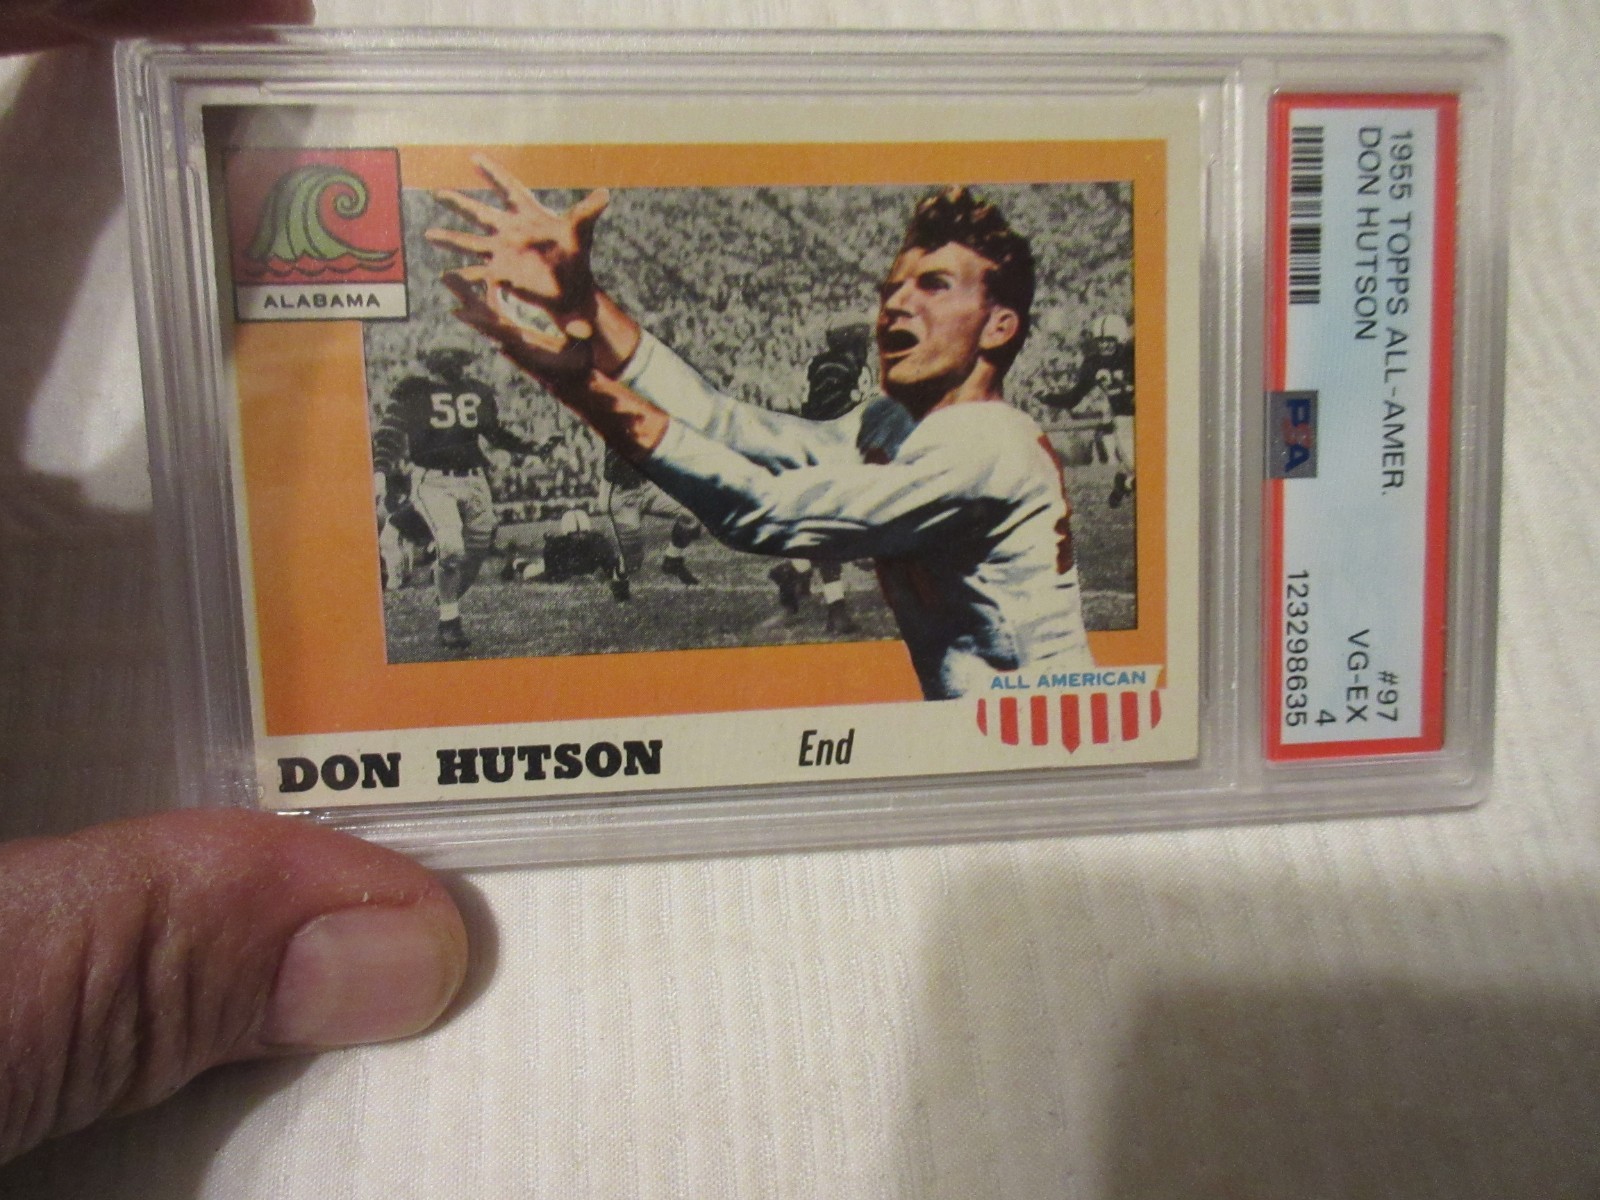 ALABAMA
58
ALL AMERICAN
DON HUTSON End
1955 TOPPS ALL-AMER. #97
DON HUTSON VG-EX
4
PSA 123298635